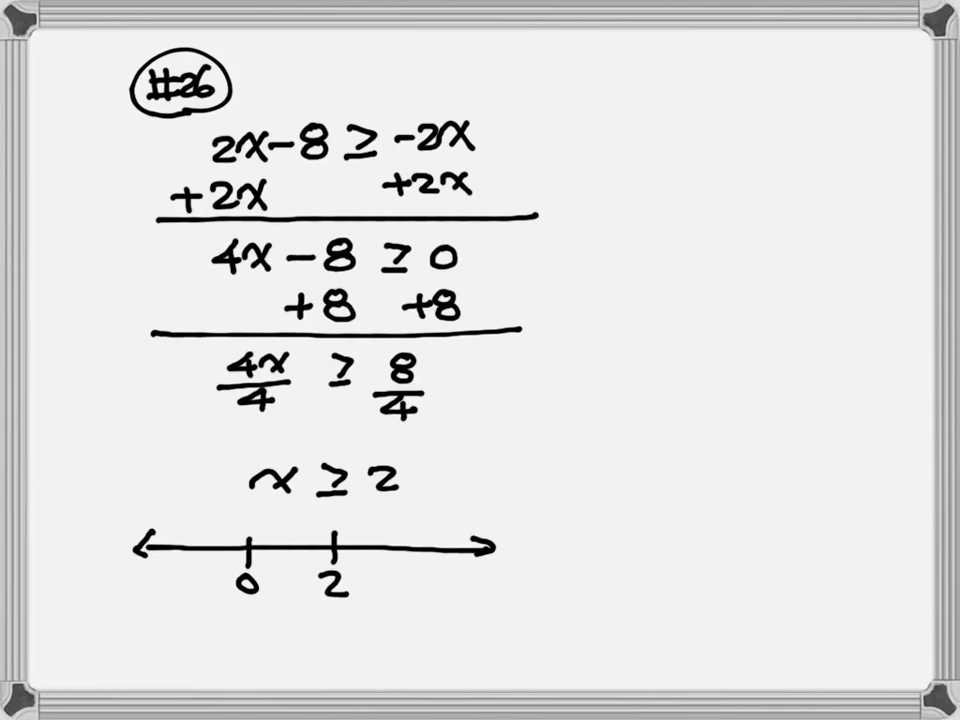 #26
2x-8 ≥ -2x
+2x +2x
4x - 8 ≥ 0
+8 +8
4x/4 ≥ 8/4
x ≥ 2
0 2